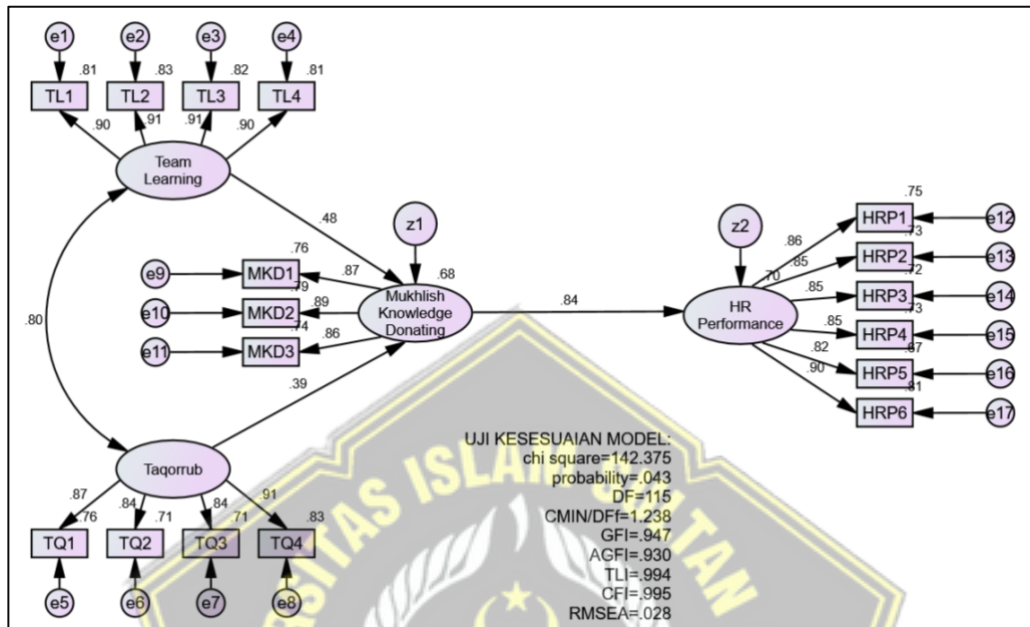 e1 e2 e3 e4
.81 .83 .82 .81
TL1 TL2 TL3 TL4
.90 .91 .91 .90
Team
Learning
.48
z1
z2
.75
HRP1 e12
.86 .73
HRP2 e13
.85 .72
HRP3 e14
.85 .73
HRP4 e15
.85 .67
HRP5 e16
.82 .81
HRP6 e17
.90
.76
e9 MKD1 .87
.79
e10 MKD2 .89
.74
e11 MKD3 .86
.68
Mukhlish
Knowledge
Donating
.84
.70
HR
Performance
.80
.39
Taqorrub
.87 .84 .84 .91
.76 .71 .71 .83
TQ1 TQ2 TQ3 TQ4
e5 e6 e7 e8
UJI KESESUAIAN MODEL:
chi square=142.375
probability=.043
DF=115
CMIN/DFf=1.238
GFI=.947
AGFI=.930
TLI=.994
CFI=.995
RMSEA=.028
SITAS ISLAM SULTAN